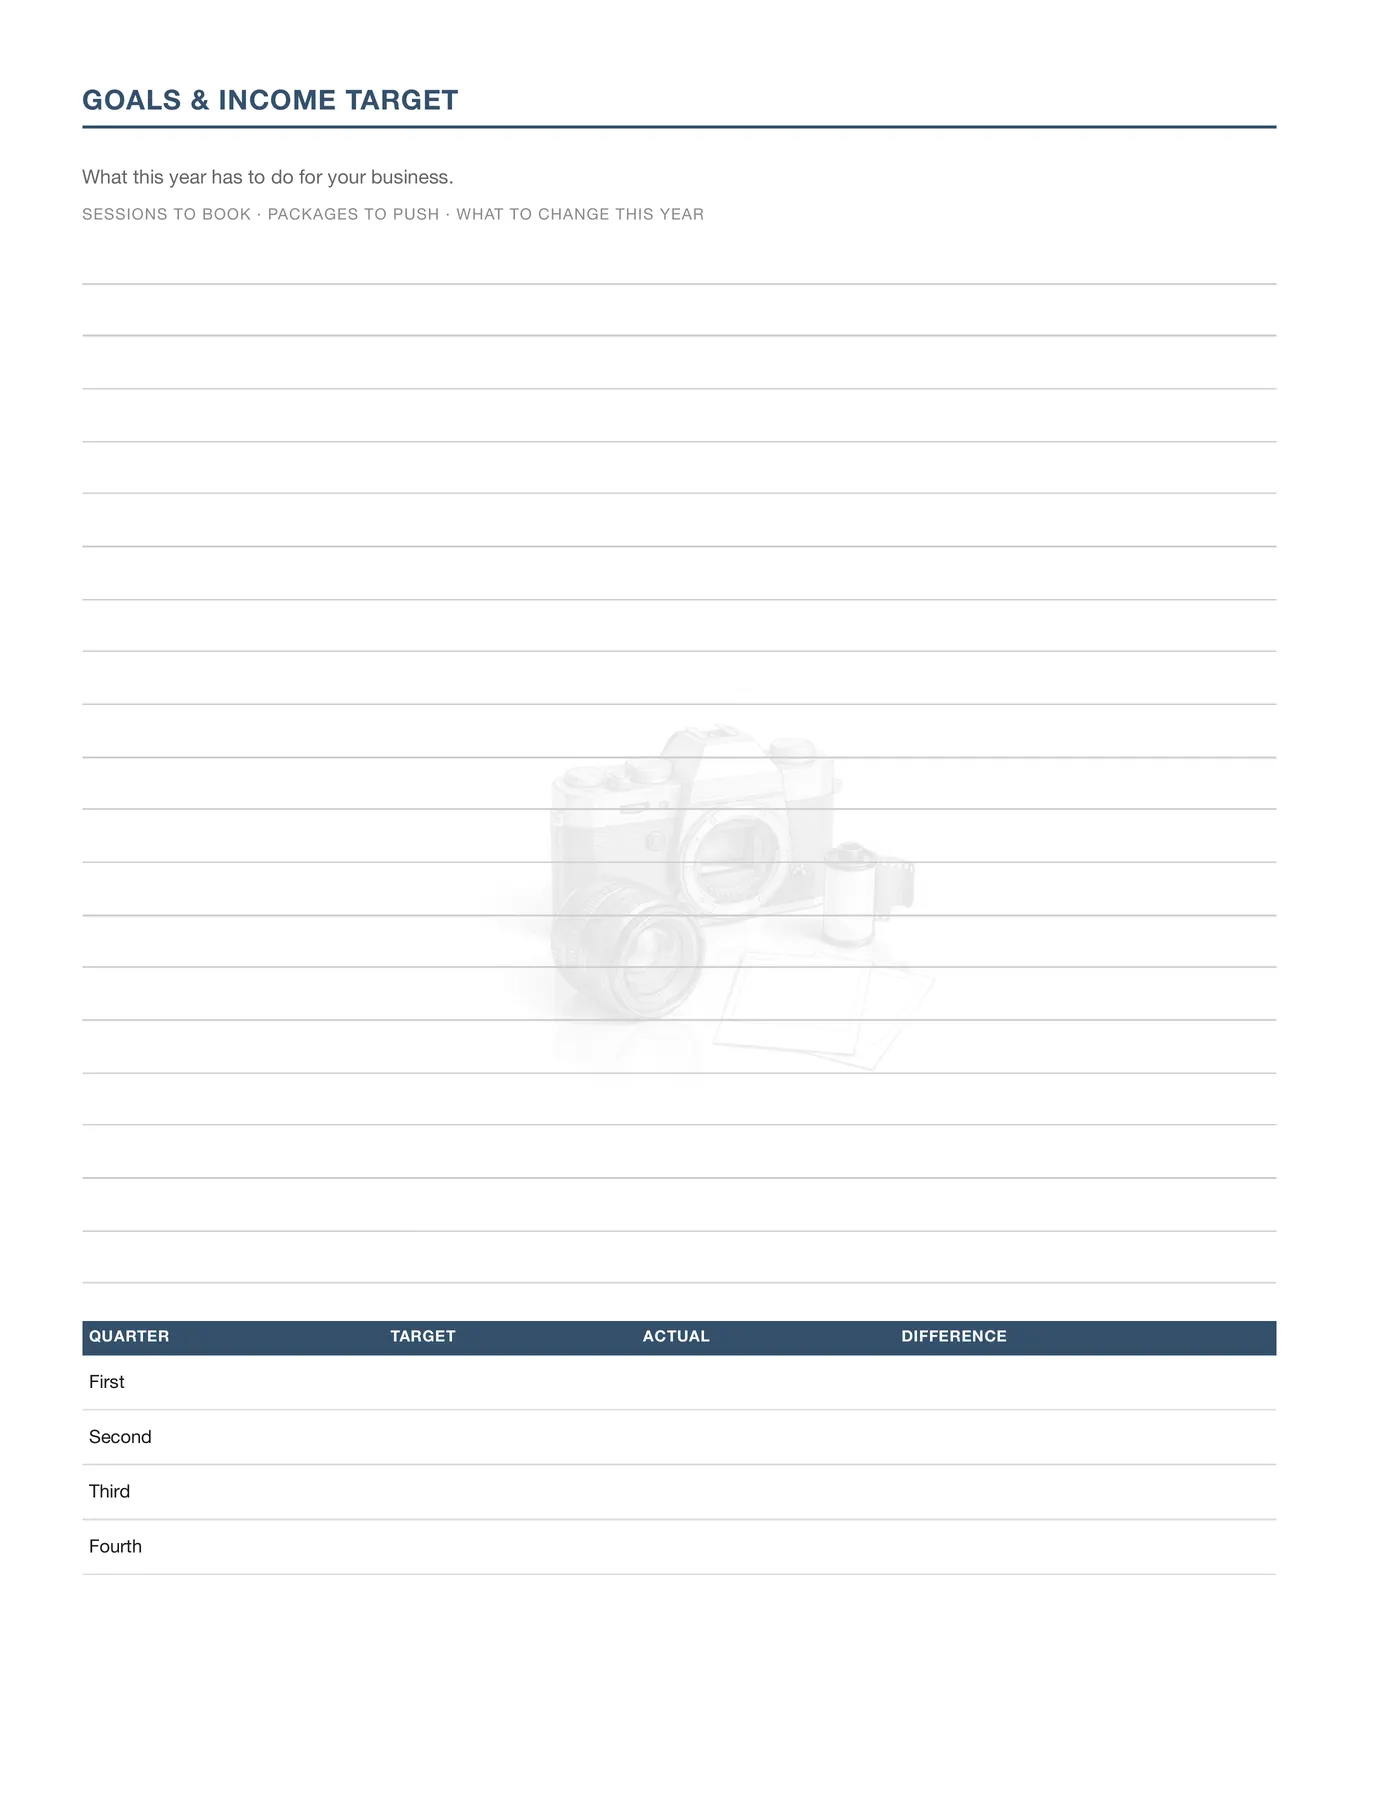 GOALS & INCOME TARGET
What this year has to do for your business.
SESSIONS TO BOOK · PACKAGES TO PUSH · WHAT TO CHANGE THIS YEAR
QUARTER TARGET ACTUAL DIFFERENCE
First
Second
Third
Fourth